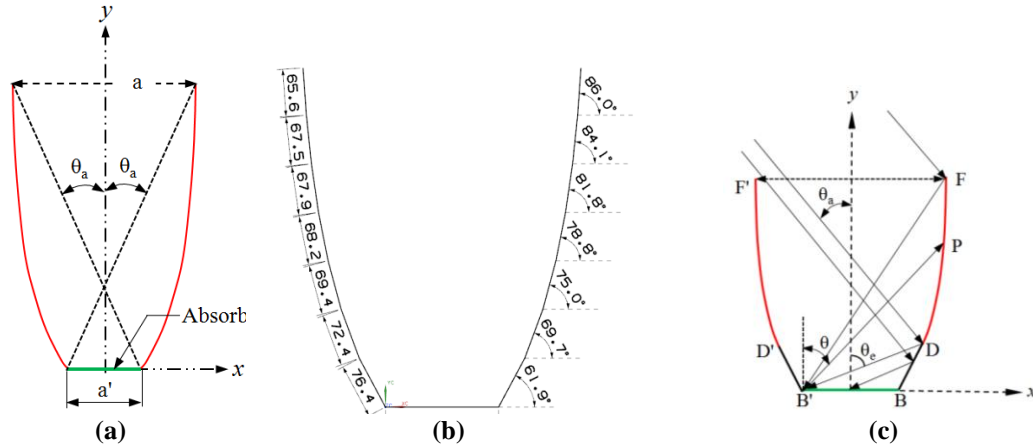 y
a
θa θa
Absorb
x
a'
(a)
65.6
67.5
67.9
68.2
69.4
72.4
76.4
86.0°
84.1°
81.8°
78.8°
75.0°
69.7°
61.9°
(b)
y
F' F
θa
P
D' θ θe D
B' B x
(c)